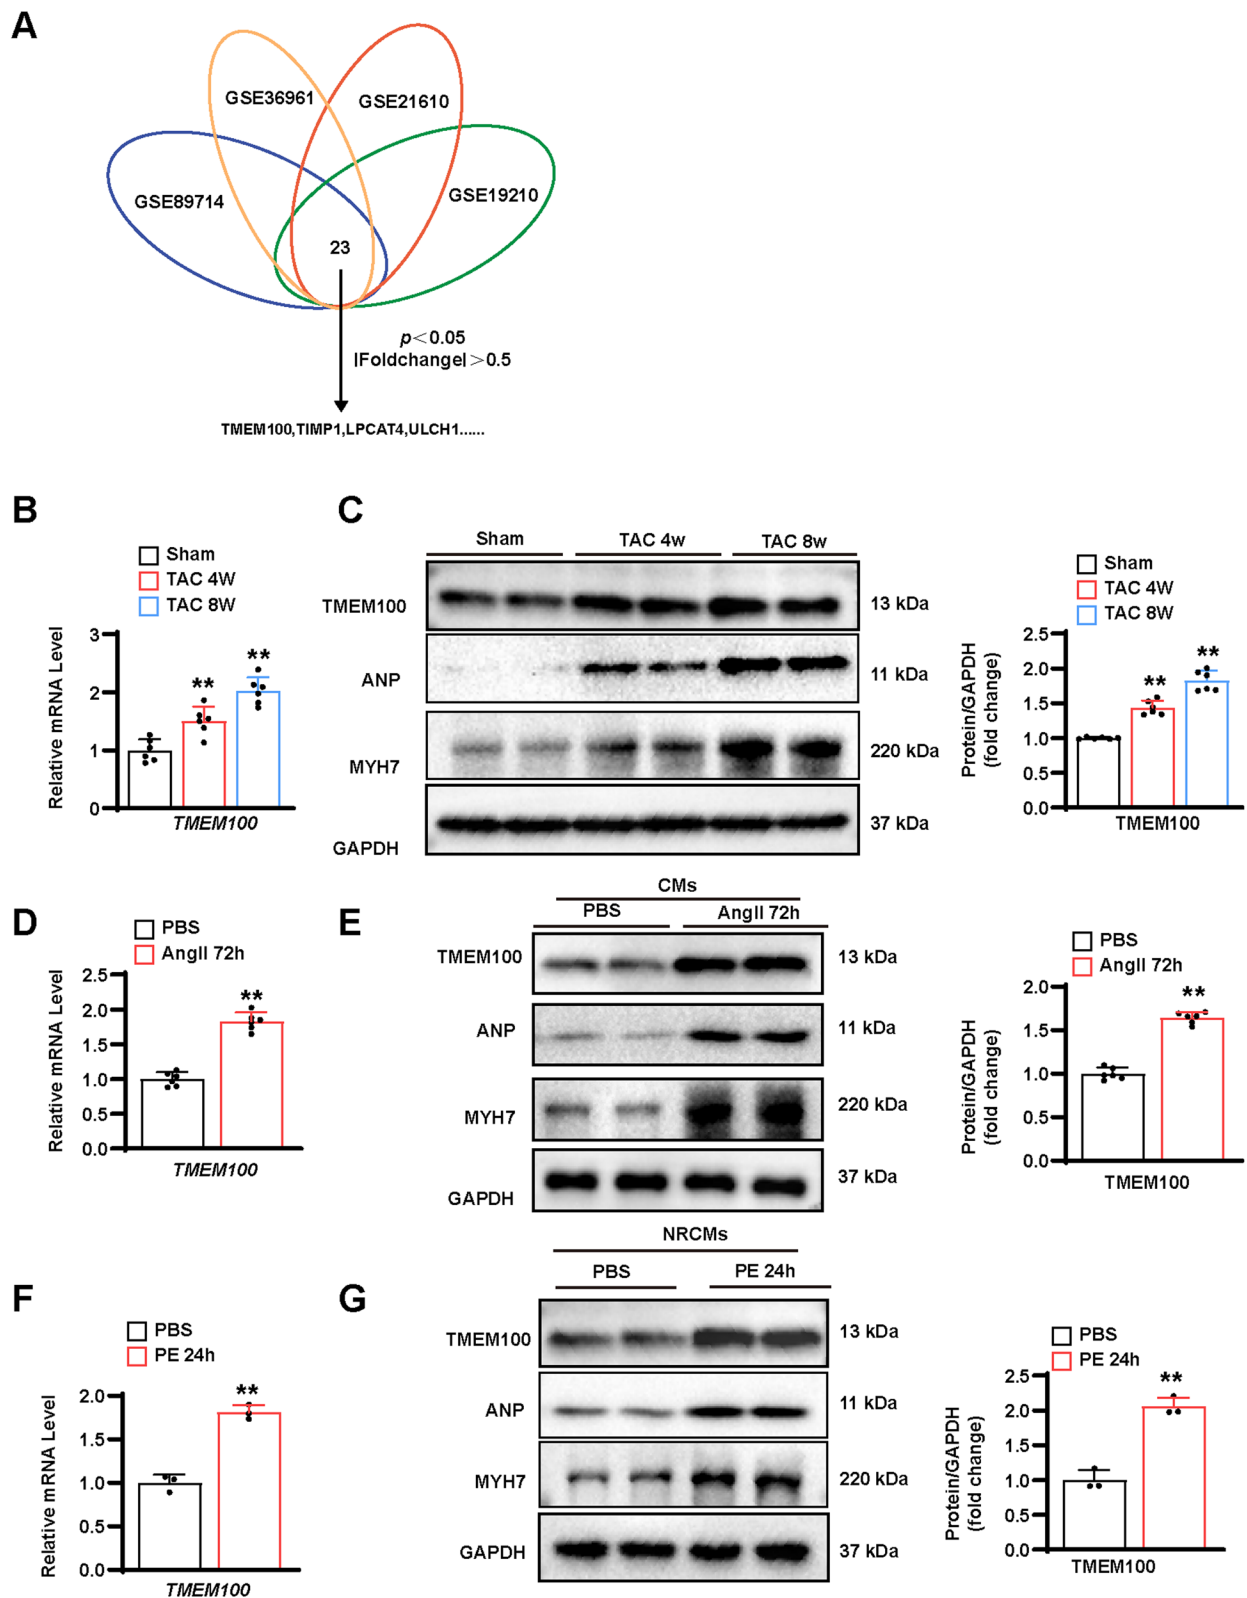 A
GSE36961
GSE21610
GSE89714
GSE19210
23
p<0.05
|Foldchange|>0.5
TMEM100,TIMP1,LPCAT4,ULCH1......
B
Sham
TAC 4W
TAC 8W
Relative mRNA Level
3
2
1
0
**
**
TMEM100
C
Sham
TAC 4w
TAC 8w
TMEM100
13 kDa
ANP
11 kDa
MYH7
220 kDa
GAPDH
37 kDa
Sham
TAC 4W
TAC 8W
Protein/GAPDH
(fold change)
2.5
2.0
1.5
1.0
0.5
0.0
**
**
TMEM100
D
PBS
AngII 72h
Relative mRNA Level
2.5
2.0
1.5
1.0
0.5
0.0
**
TMEM100
E
CMs
PBS
AngII 72h
TMEM100
13 kDa
ANP
11 kDa
MYH7
220 kDa
GAPDH
37 kDa
PBS
AngII 72h
Protein/GAPDH
(fold change)
2.0
1.5
1.0
0.5
0.0
**
TMEM100
F
PBS
PE 24h
Relative mRNA Level
2.0
1.5
1.0
0.5
0.0
**
TMEM100
G
NRCMs
PBS
PE 24h
TMEM100
13 kDa
ANP
11 kDa
MYH7
220 kDa
GAPDH
37 kDa
PBS
PE 24h
Protein/GAPDH
(fold change)
2.5
2.0
1.5
1.0
0.5
0.0
**
TMEM100